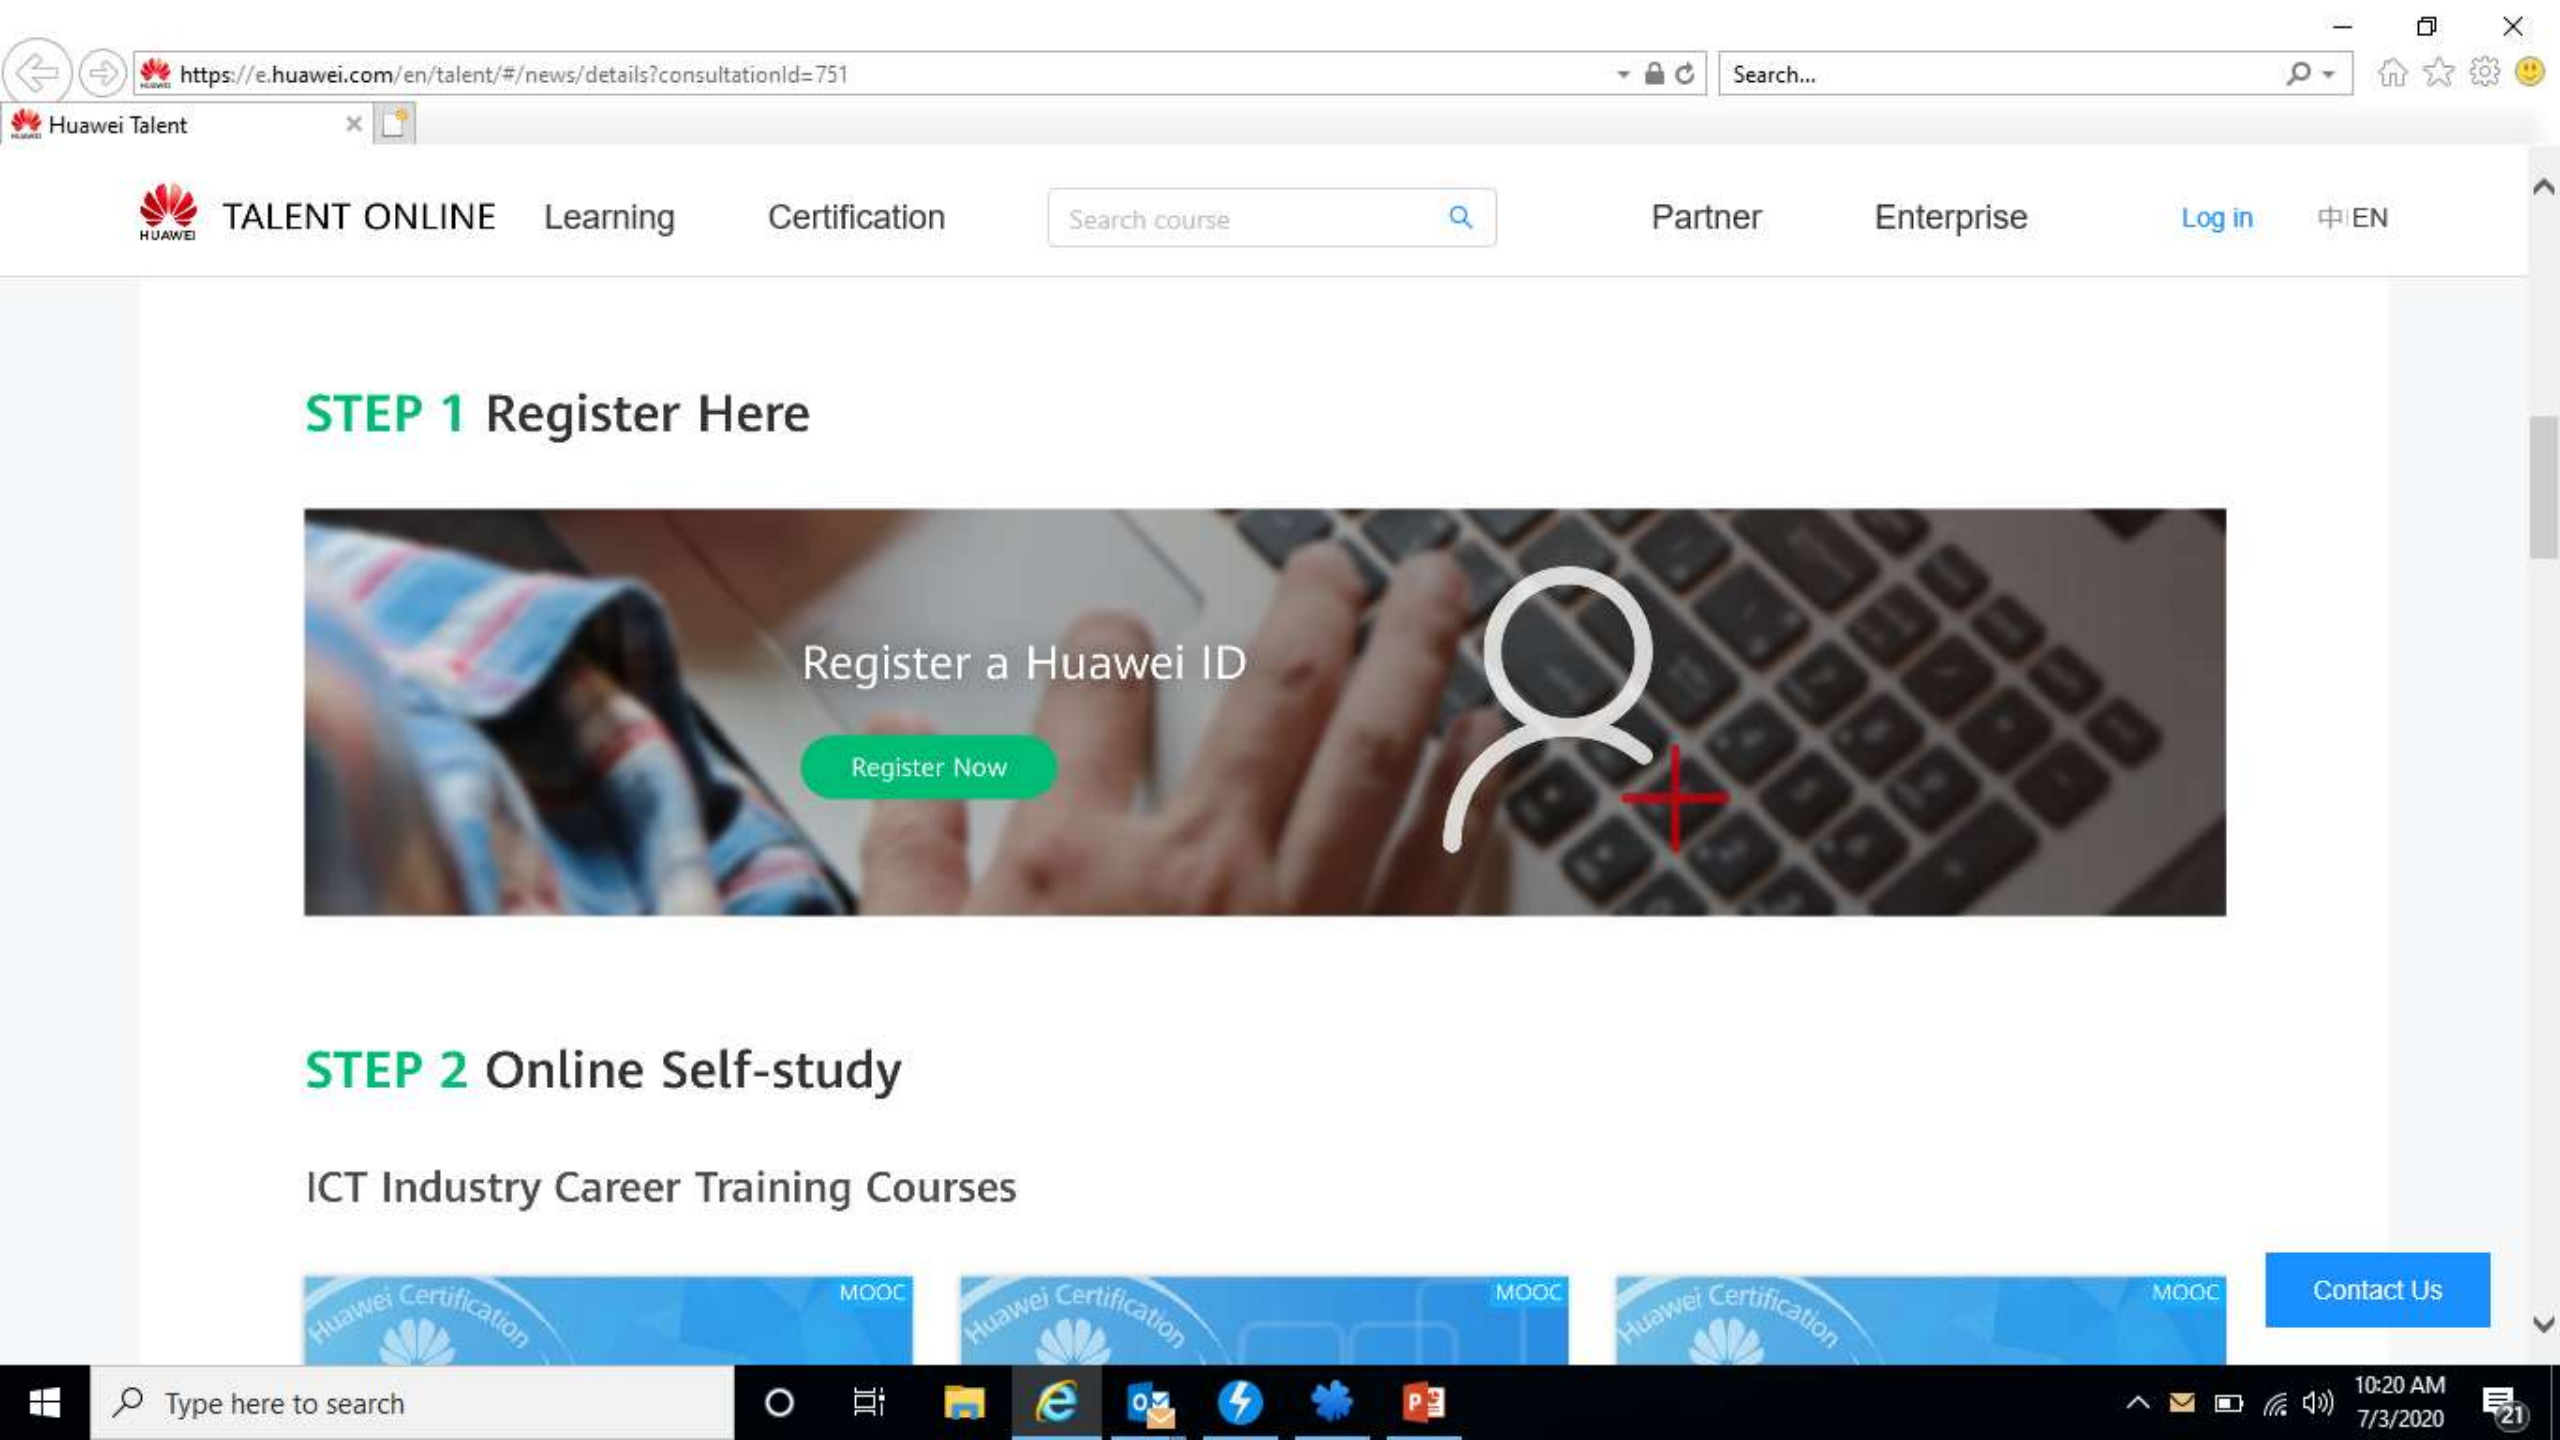 https://e.huawei.com/en/talent/#/news/details?consultationId=751
Search...
Huawei Talent
HUAWEI
TALENT ONLINE
Learning
Certification
Search course
Partner
Enterprise
Log in
中|EN
STEP 1 Register Here
Register a Huawei ID
Register Now
STEP 2 Online Self-study
ICT Industry Career Training Courses
Huawei Certification
MOOC
Huawei Certification
MOOC
Huawei Certification
MOOC
Contact Us
Type here to search
10:20 AM
7/3/2020
21